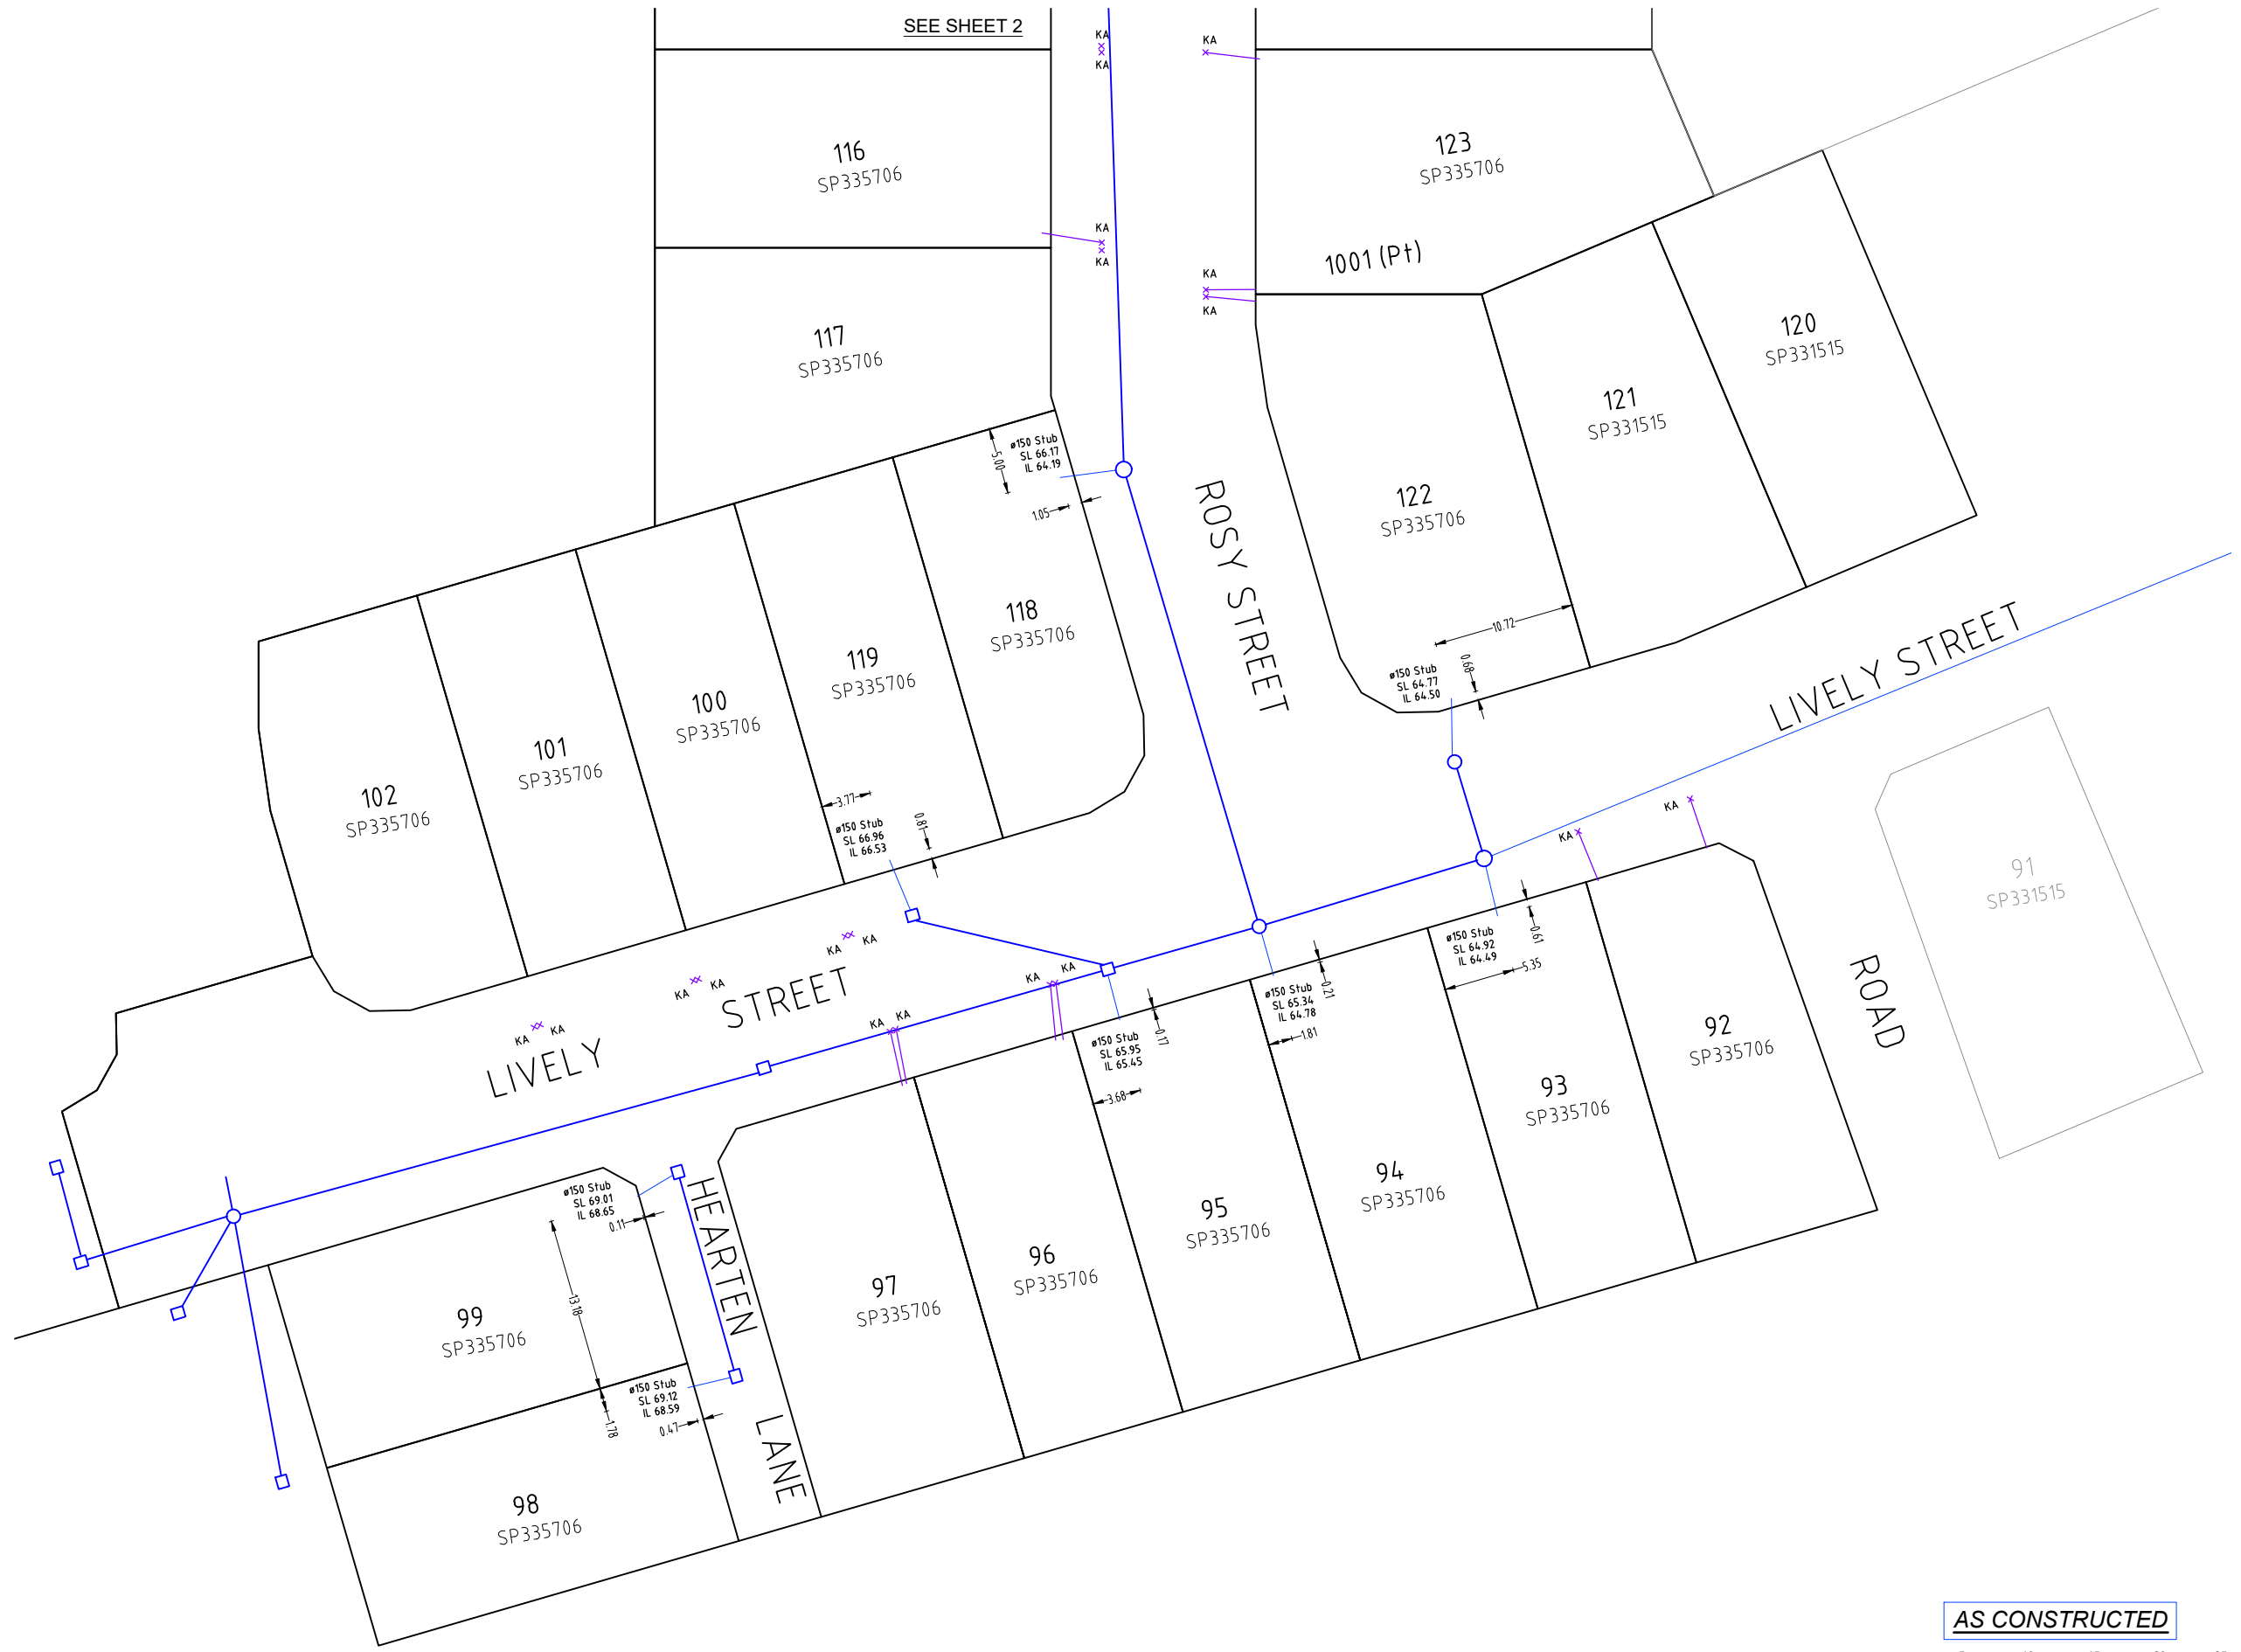 SEE SHEET 2
KA
KA
KA
116
SP335706
123
SP335706
KA
KA
1001 (Pt)
KA
KA
117
SP335706
120
SP331515
121
SP331515
ø150 Stub
SL 66.17
IL 64.19
5.00
1.05
122
SP335706
ROSY STREET
118
SP335706
119
SP335706
100
SP335706
101
SP335706
102
SP335706
10.72
0.68
ø150 Stub
SL 64.77
IL 64.50
LIVELY STREET
3.77
0.81
ø150 Stub
SL 66.96
IL 66.53
KA
KA
91
SP331515
KA KA
KA KA
KA KA
LIVELY STREET
KA KA
KA KA
ø150 Stub
SL 64.92
IL 64.49
0.61
5.35
ø150 Stub
SL 65.34
IL 64.78
0.21
1.81
ø150 Stub
SL 65.95
IL 65.45
0.17
3.68
ROAD
92
SP335706
93
SP335706
94
SP335706
95
SP335706
96
SP335706
97
SP335706
ø150 Stub
SL 69.01
IL 68.65
0.11
13.18
HEARTEN LANE
99
SP335706
ø150 Stub
SL 69.12
IL 68.59
0.47
1.78
98
SP335706
AS CONSTRUCTED